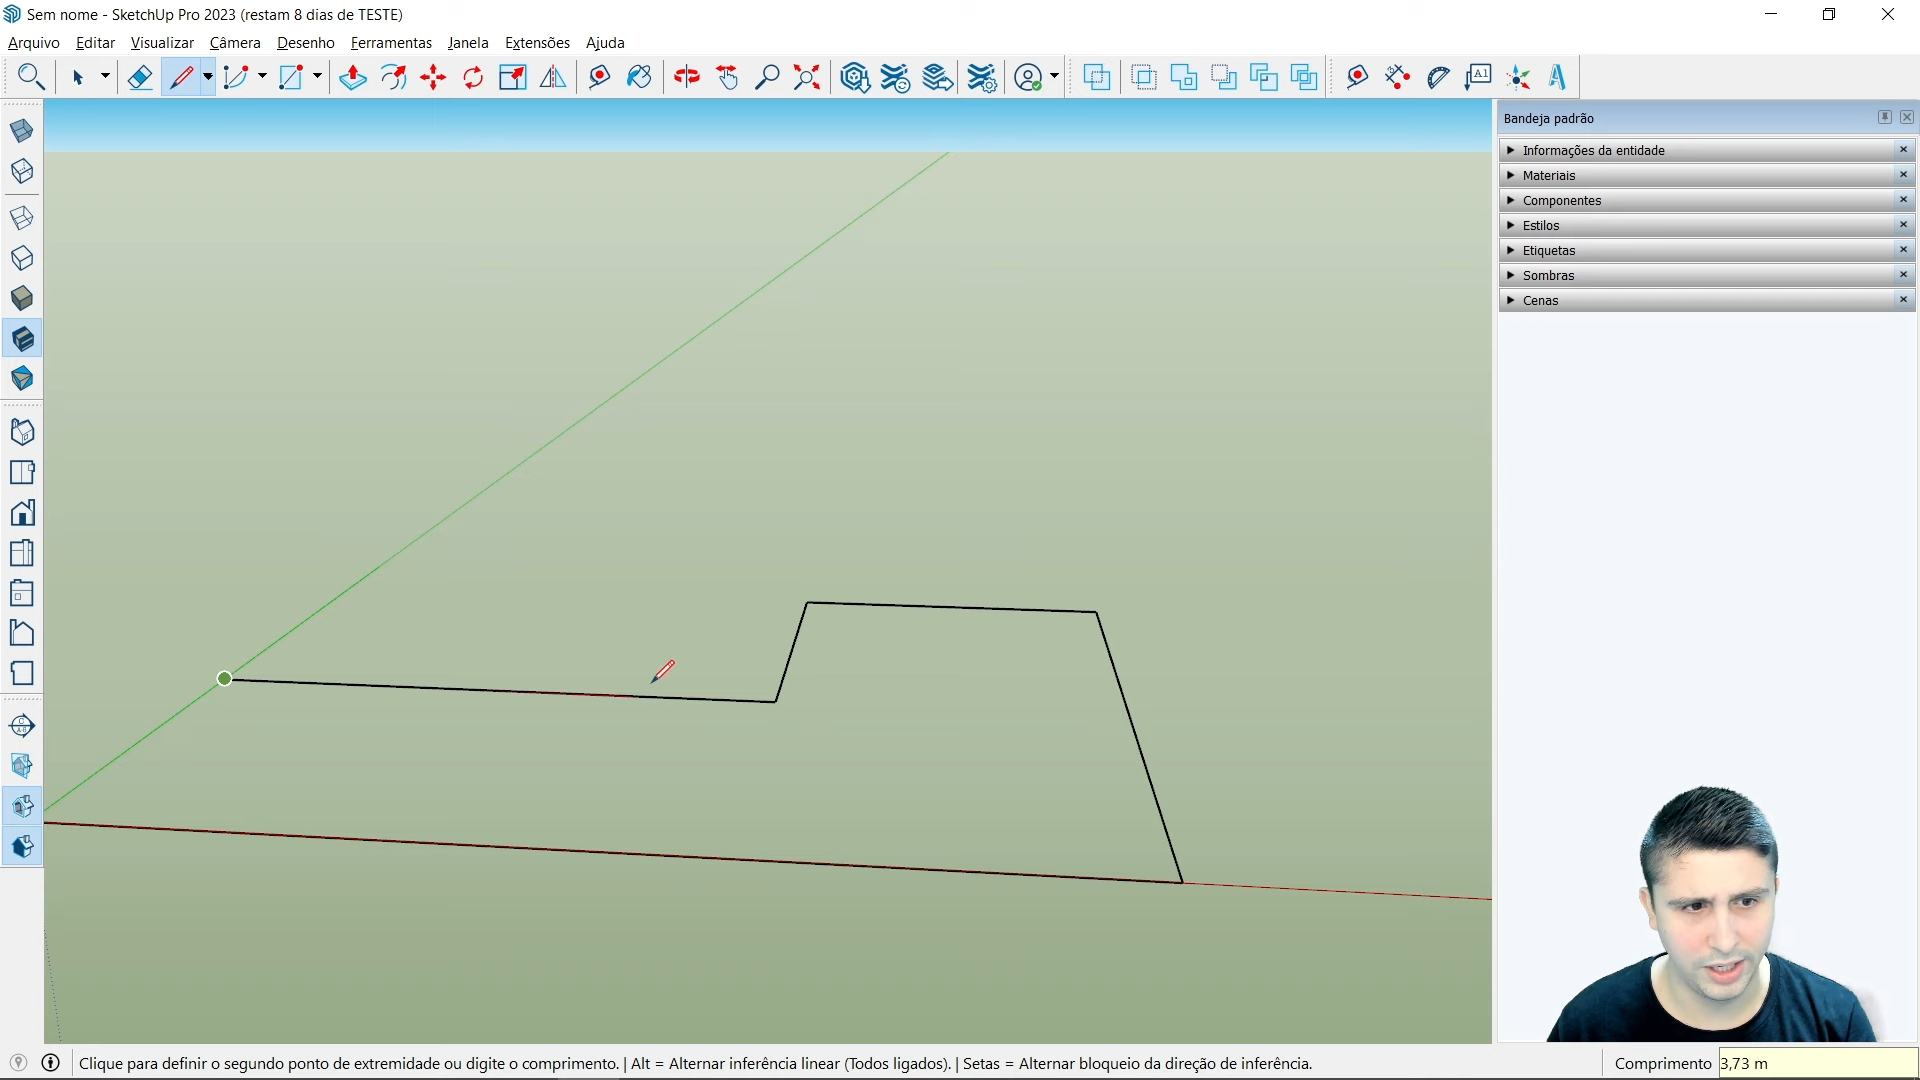 Sem nome - SketchUp Pro 2023 (restam 8 dias de TESTE)
Arquivo Editar Visualizar Câmera Desenho Ferramentas Janela Extensões Ajuda
A1
Bandeja padrão
Informações da entidade
Materiais
Componentes
Estilos
Etiquetas
Sombras
Cenas
Clique para definir o segundo ponto de extremidade ou digite o comprimento. | Alt = Alternar inferência linear (Todos ligados). | Setas = Alternar bloqueio da direção de inferência.
Comprimento 3,73 m